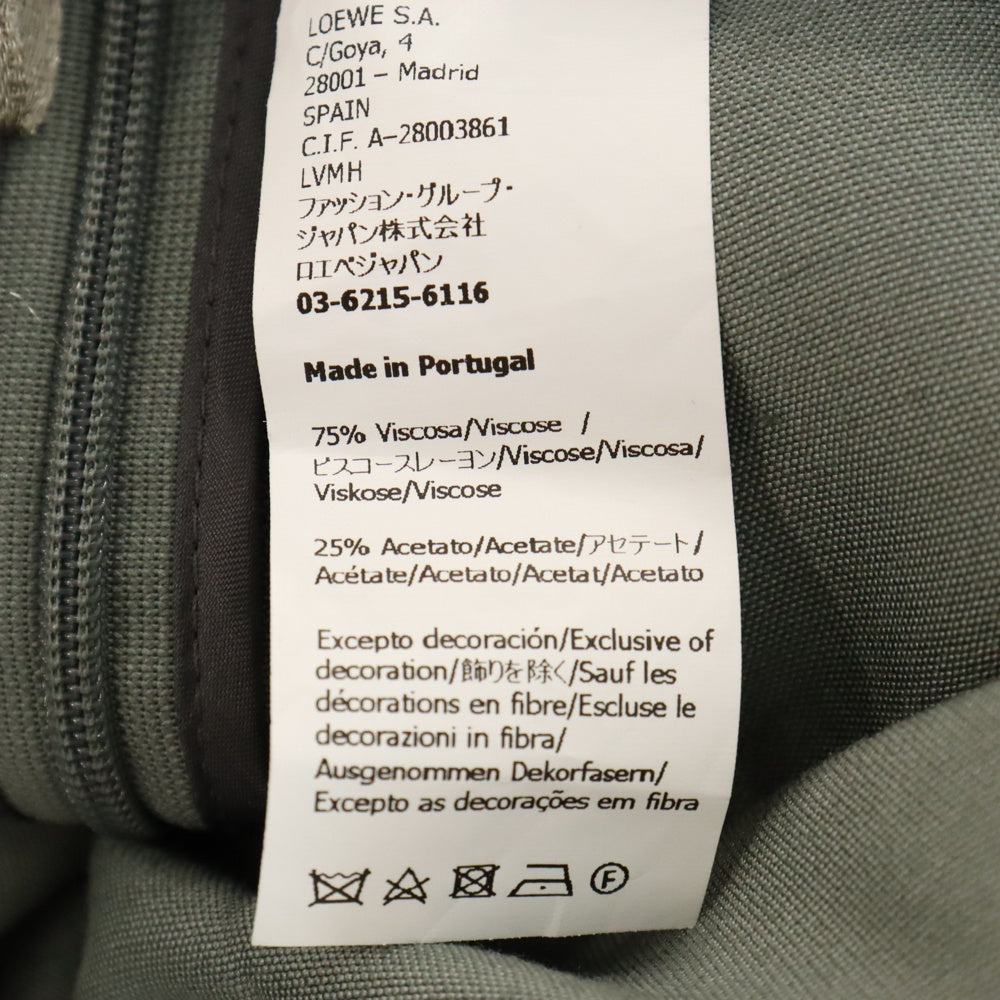 LOEWE S.A.
C/Goya, 4
28001 – Madrid
SPAIN
C.I.F. A-28003861
LVMH
ファッション・グループ・
ジャパン株式会社
ロエベジャパン
03-6215-6116
Made in Portugal
75% Viscosa/Viscose /
ビスコースレーヨン/Viscose/Viscosa/
Viskose/Viscose
25% Acetato/Acetate/アセテート/
Acétate/Acetato/Acetat/Acetato
Excepto decoración/Exclusive of
decoration/飾りを除く/Sauf les
décorations en fibre/Escluse le
decorazioni in fibra/
Ausgenommen Dekorfasern/
Excepto as decorações em fibra
F